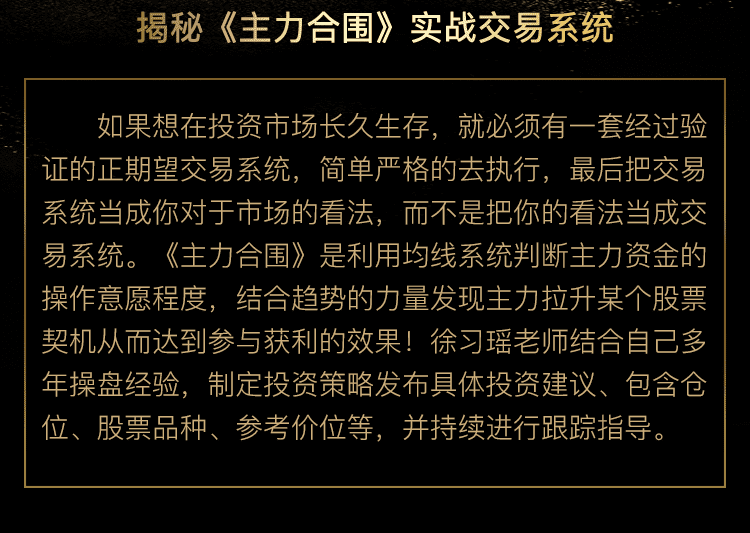 揭秘《主力合围》实战交易系统
如果想在投资市场长久生存，就必须有一套经过验
证的正期望交易系统，简单严格的去执行，最后把交易
系统当成你对于市场的看法，而不是把你的看法当成交
易系统。《主力合围》是利用均线系统判断主力资金的
操作意愿程度，结合趋势的力量发现主力拉升某个股票
契机从而达到参与获利的效果！徐习瑶老师结合自己多
年操盘经验，制定投资策略发布具体投资建议、包含仓
位、股票品种、参考价位等，并持续进行跟踪指导。